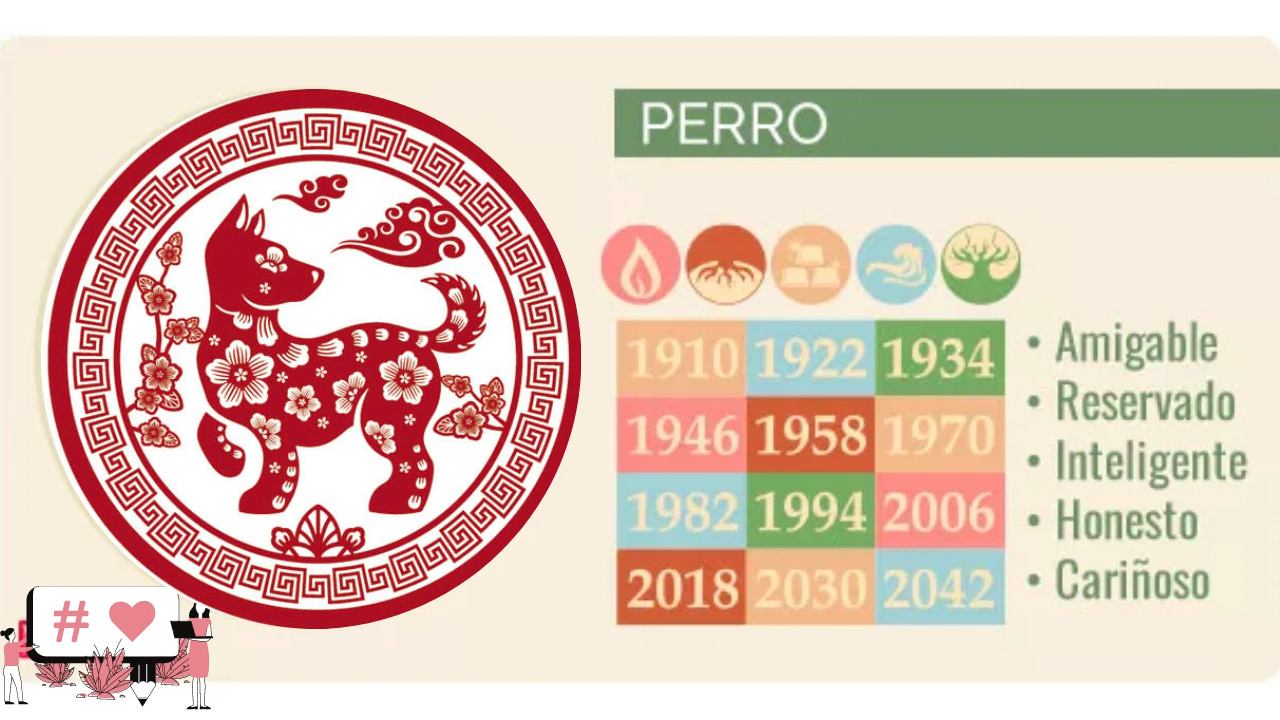 PERRO
1910 1922 1934
1946 1958 1970
1982 1994 2006
2018 2030 2042
• Amigable
• Reservado
• Inteligente
• Honesto
• Cariñoso
#